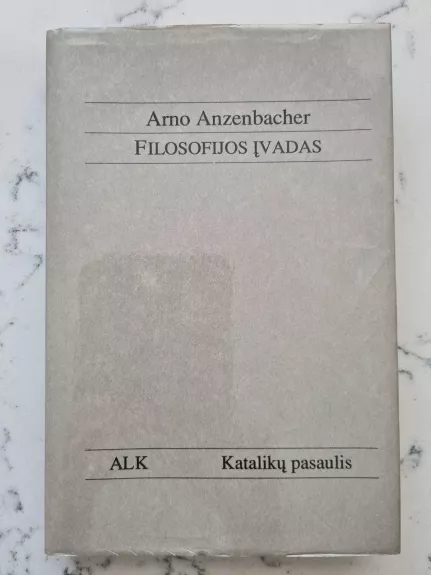 Arno Anzenbacher
FILOSOFIJOS ĮVADAS
ALK Katalikų pasaulis